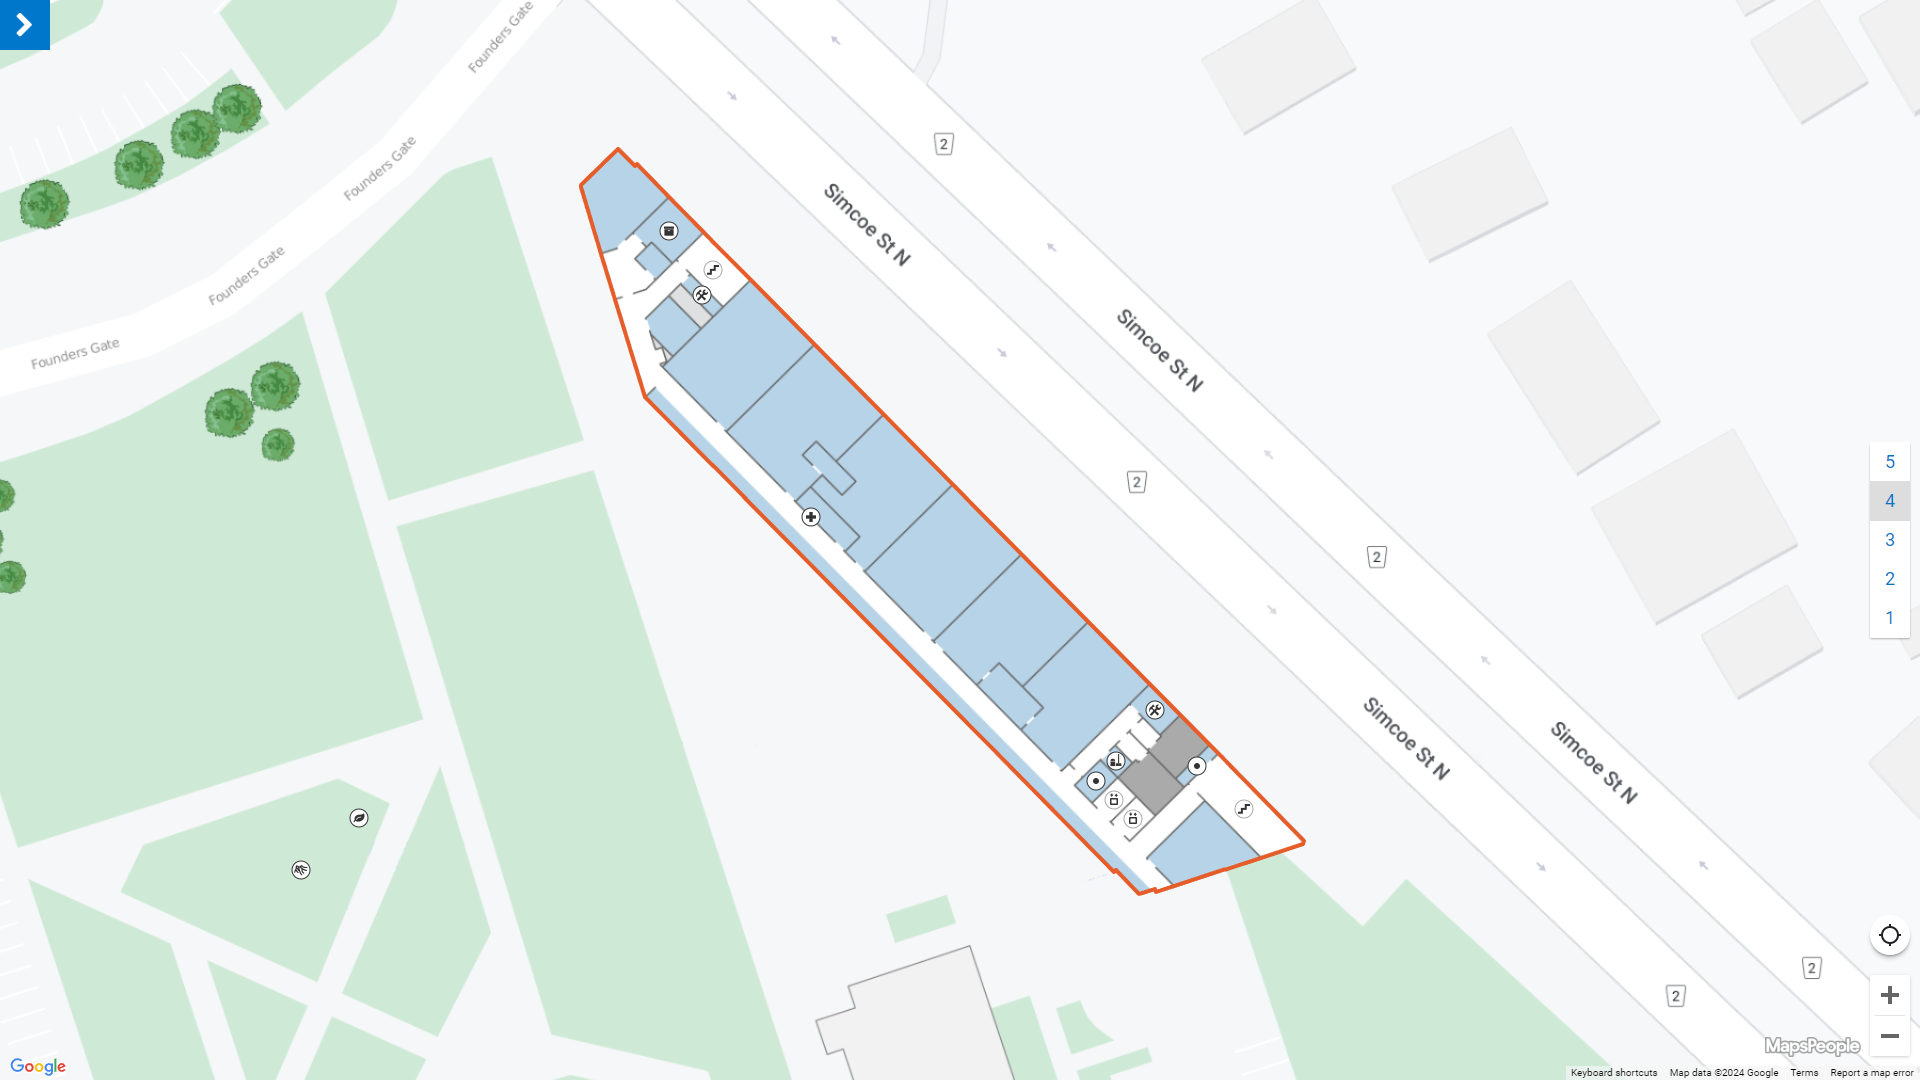 Founders Gate
Founders Gate
Founders Gate
Founders Gate
2
Simcoe St N
Simcoe St N
2
2
5
4
3
2
1
Simcoe St N
Simcoe St N
2
2
MapsPeople
Google
Keyboard shortcuts Map data ©2024 Google Terms Report a map error